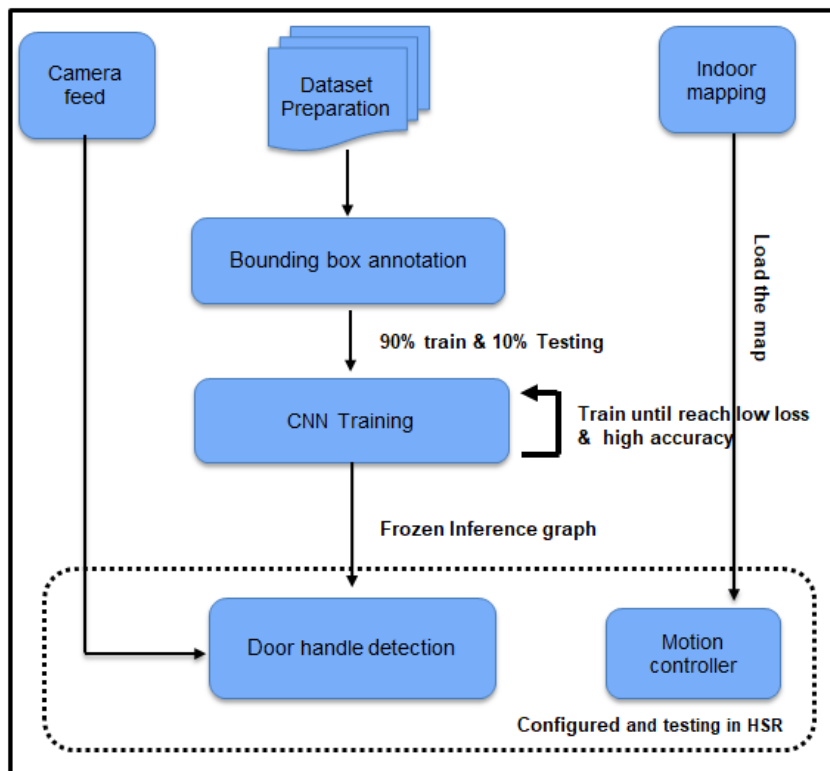 Camera
feed
Dataset
Preparation
Indoor
mapping
Bounding box annotation
Load the map
90% train & 10% Testing
CNN Training
Train until reach low loss
& high accuracy
Frozen Inference graph
Door handle detection
Motion
controller
Configured and testing in HSR